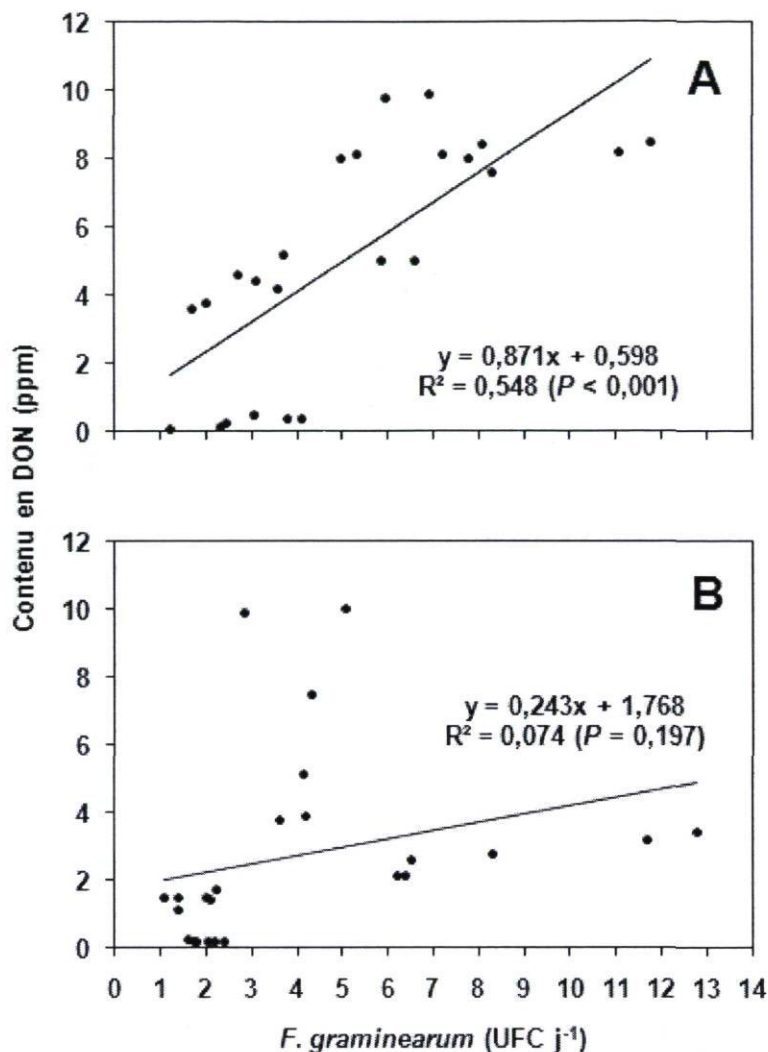 12
10
8
6
4
2
0
A
y = 0,871x + 0,598
R² = 0,548 (P < 0,001)
Contenu en DON (ppm)
12
10
8
6
4
2
0
B
y = 0,243x + 1,768
R² = 0,074 (P = 0,197)
0 1 2 3 4 5 6 7 8 9 10 11 12 13 14
F. graminearum (UFC j⁻¹)